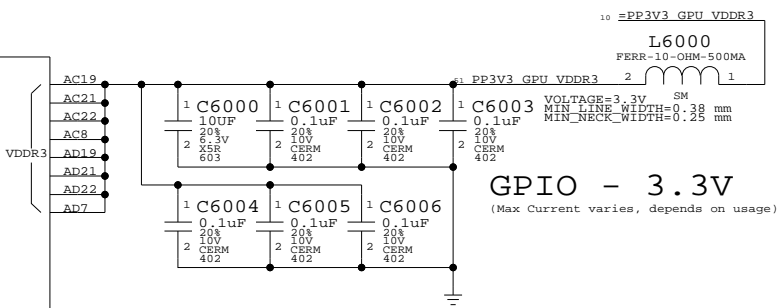 10 =PP3V3_GPU_VDDR3
L6000
FERR-10-OHM-500MA
2 1
SM
51 PP3V3_GPU_VDDR3
VOLTAGE=3.3V
MIN_LINE_WIDTH=0.38 mm
MIN_NECK_WIDTH=0.25 mm
VDDR3
AC19
AC21
AC22
AC8
AD19
AD21
AD22
AD7
1 C6000
10UF
20%
6.3V
2 X5R
603
1 C6001
0.1uF
20%
10V
2 CERM
402
1 C6002
0.1uF
20%
10V
2 CERM
402
1 C6003
0.1uF
20%
10V
2 CERM
402
GPIO - 3.3V
(Max Current varies, depends on usage)
1 C6004
0.1uF
20%
10V
2 CERM
402
1 C6005
0.1uF
20%
10V
2 CERM
402
1 C6006
0.1uF
20%
10V
2 CERM
402